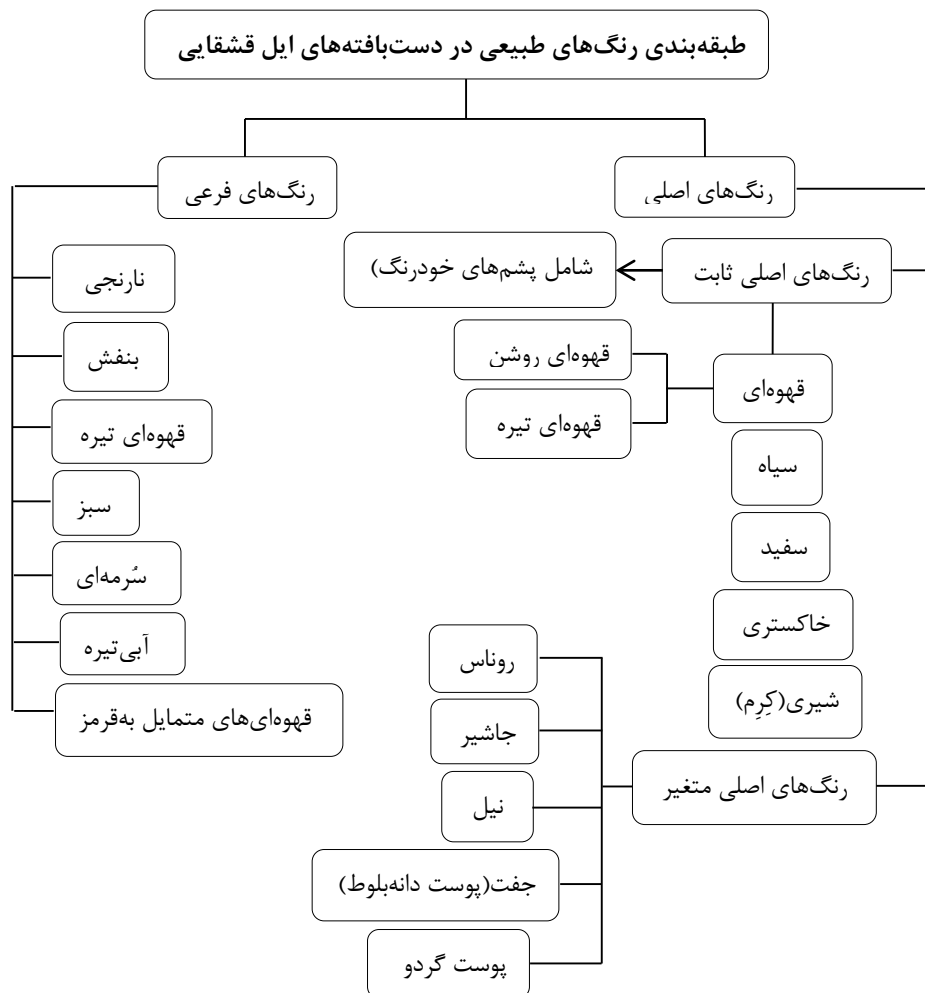 طبقه‌بندی رنگ‌های طبیعی در دست‌بافته‌های ایل قشقایی
رنگ‌های اصلی
رنگ‌های فرعی
رنگ‌های اصلی ثابت
شامل پشم‌های خودرنگ)
قهوه‌ای
قهوه‌ای روشن
قهوه‌ای تیره
سیاه
سفید
خاکستری
شیری(کِرِم)
رنگ‌های اصلی متغیر
روناس
جاشیر
نیل
جفت(پوست دانه‌بلوط)
پوست گردو
نارنجی
بنفش
قهوه‌ای تیره
سبز
سُرمه‌ای
آبی‌تیره
قهوه‌ای‌های متمایل به‌قرمز